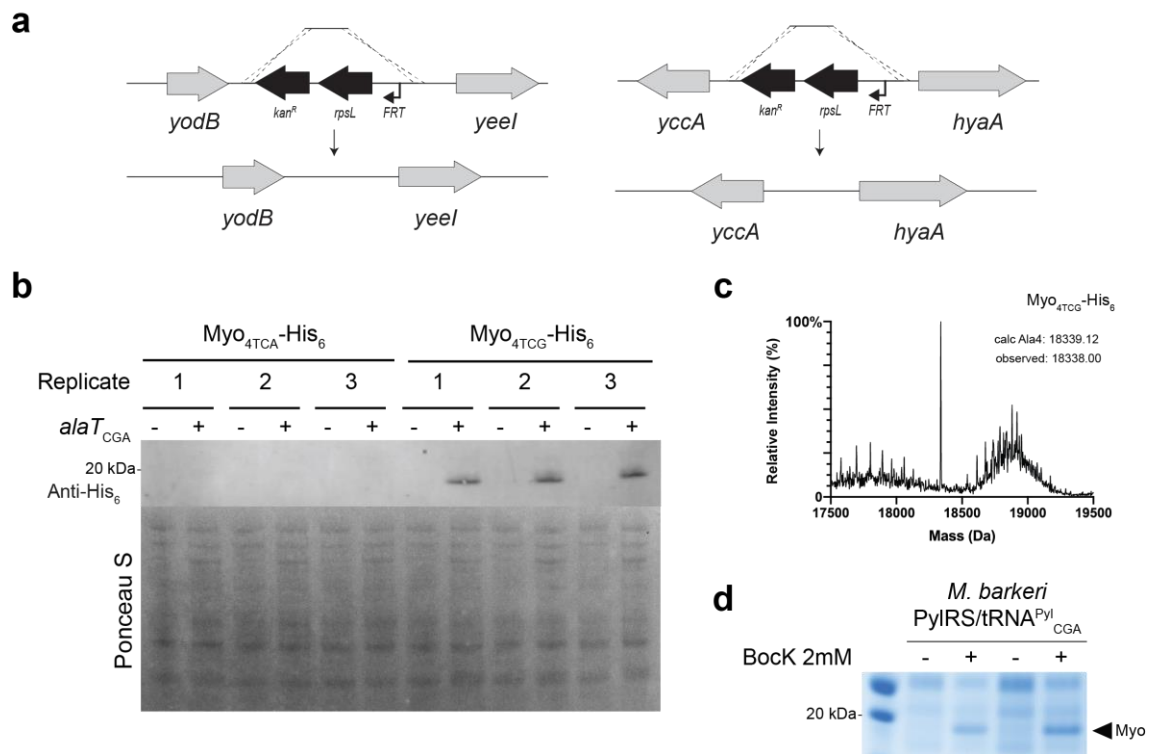 a
kanR rpsL FRT
yodB yeeI
yodB yeeI
kanR rpsL FRT
yccA hyaA
yccA hyaA
b
Myo4TCA-His6 Myo4TCG-His6
Replicate 1 2 3 1 2 3
alaTCGA - + - + - + - + - + - +
20 kDa-
Anti-His6
Ponceau S
c
Myo4TCG-His6
calc Ala4: 18339.12
observed: 18338.00
100%
Relative Intensity (%)
0
17500 18000 18500 19000 19500
Mass (Da)
d
M. barkeri
PylRS/tRNAPylCGA
BocK 2mM - + - +
20 kDa-
Myo